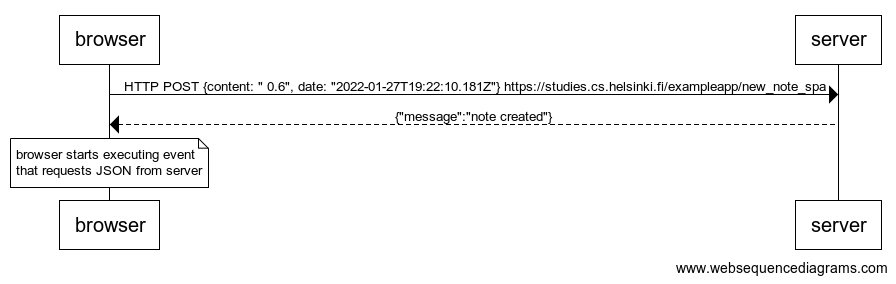 browser
server
HTTP POST {content: " 0.6", date: "2022-01-27T19:22:10.181Z"} https://studies.cs.helsinki.fi/exampleapp/new_note_spa
{"message":"note created"}
browser starts executing event
that requests JSON from server
browser
server
www.websequencediagrams.com